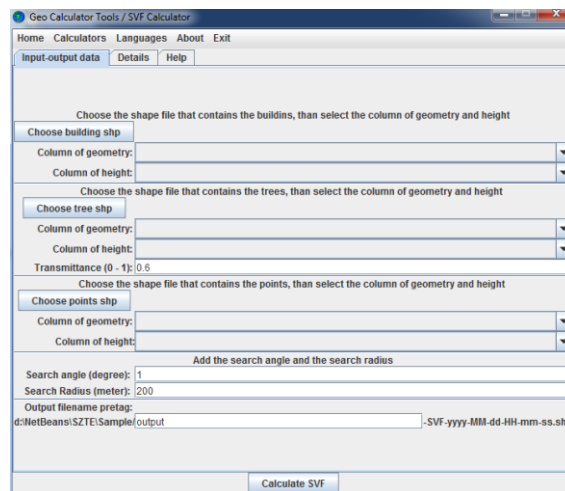 Geo Calculator Tools / SVF Calculator
Home Calculators Languages About Exit
Input-output data Details Help
Choose the shape file that contains the buildins, than select the column of geometry and height
Choose building shp
Column of geometry:
Column of height:
Choose the shape file that contains the trees, than select the column of geometry and height
Choose tree shp
Column of geometry:
Column of height:
Transmittance (0 - 1): 0.6
Choose the shape file that contains the points, than select the column of geometry and height
Choose points shp
Column of geometry:
Column of height:
Add the search angle and the search radius
Search angle (degree): 1
Search Radius (meter): 200
Output filename pretag:
d:\NetBeans\SZTE\Sample/ output -SVF-yyyy-MM-dd-HH-mm-ss.sh
Calculate SVF